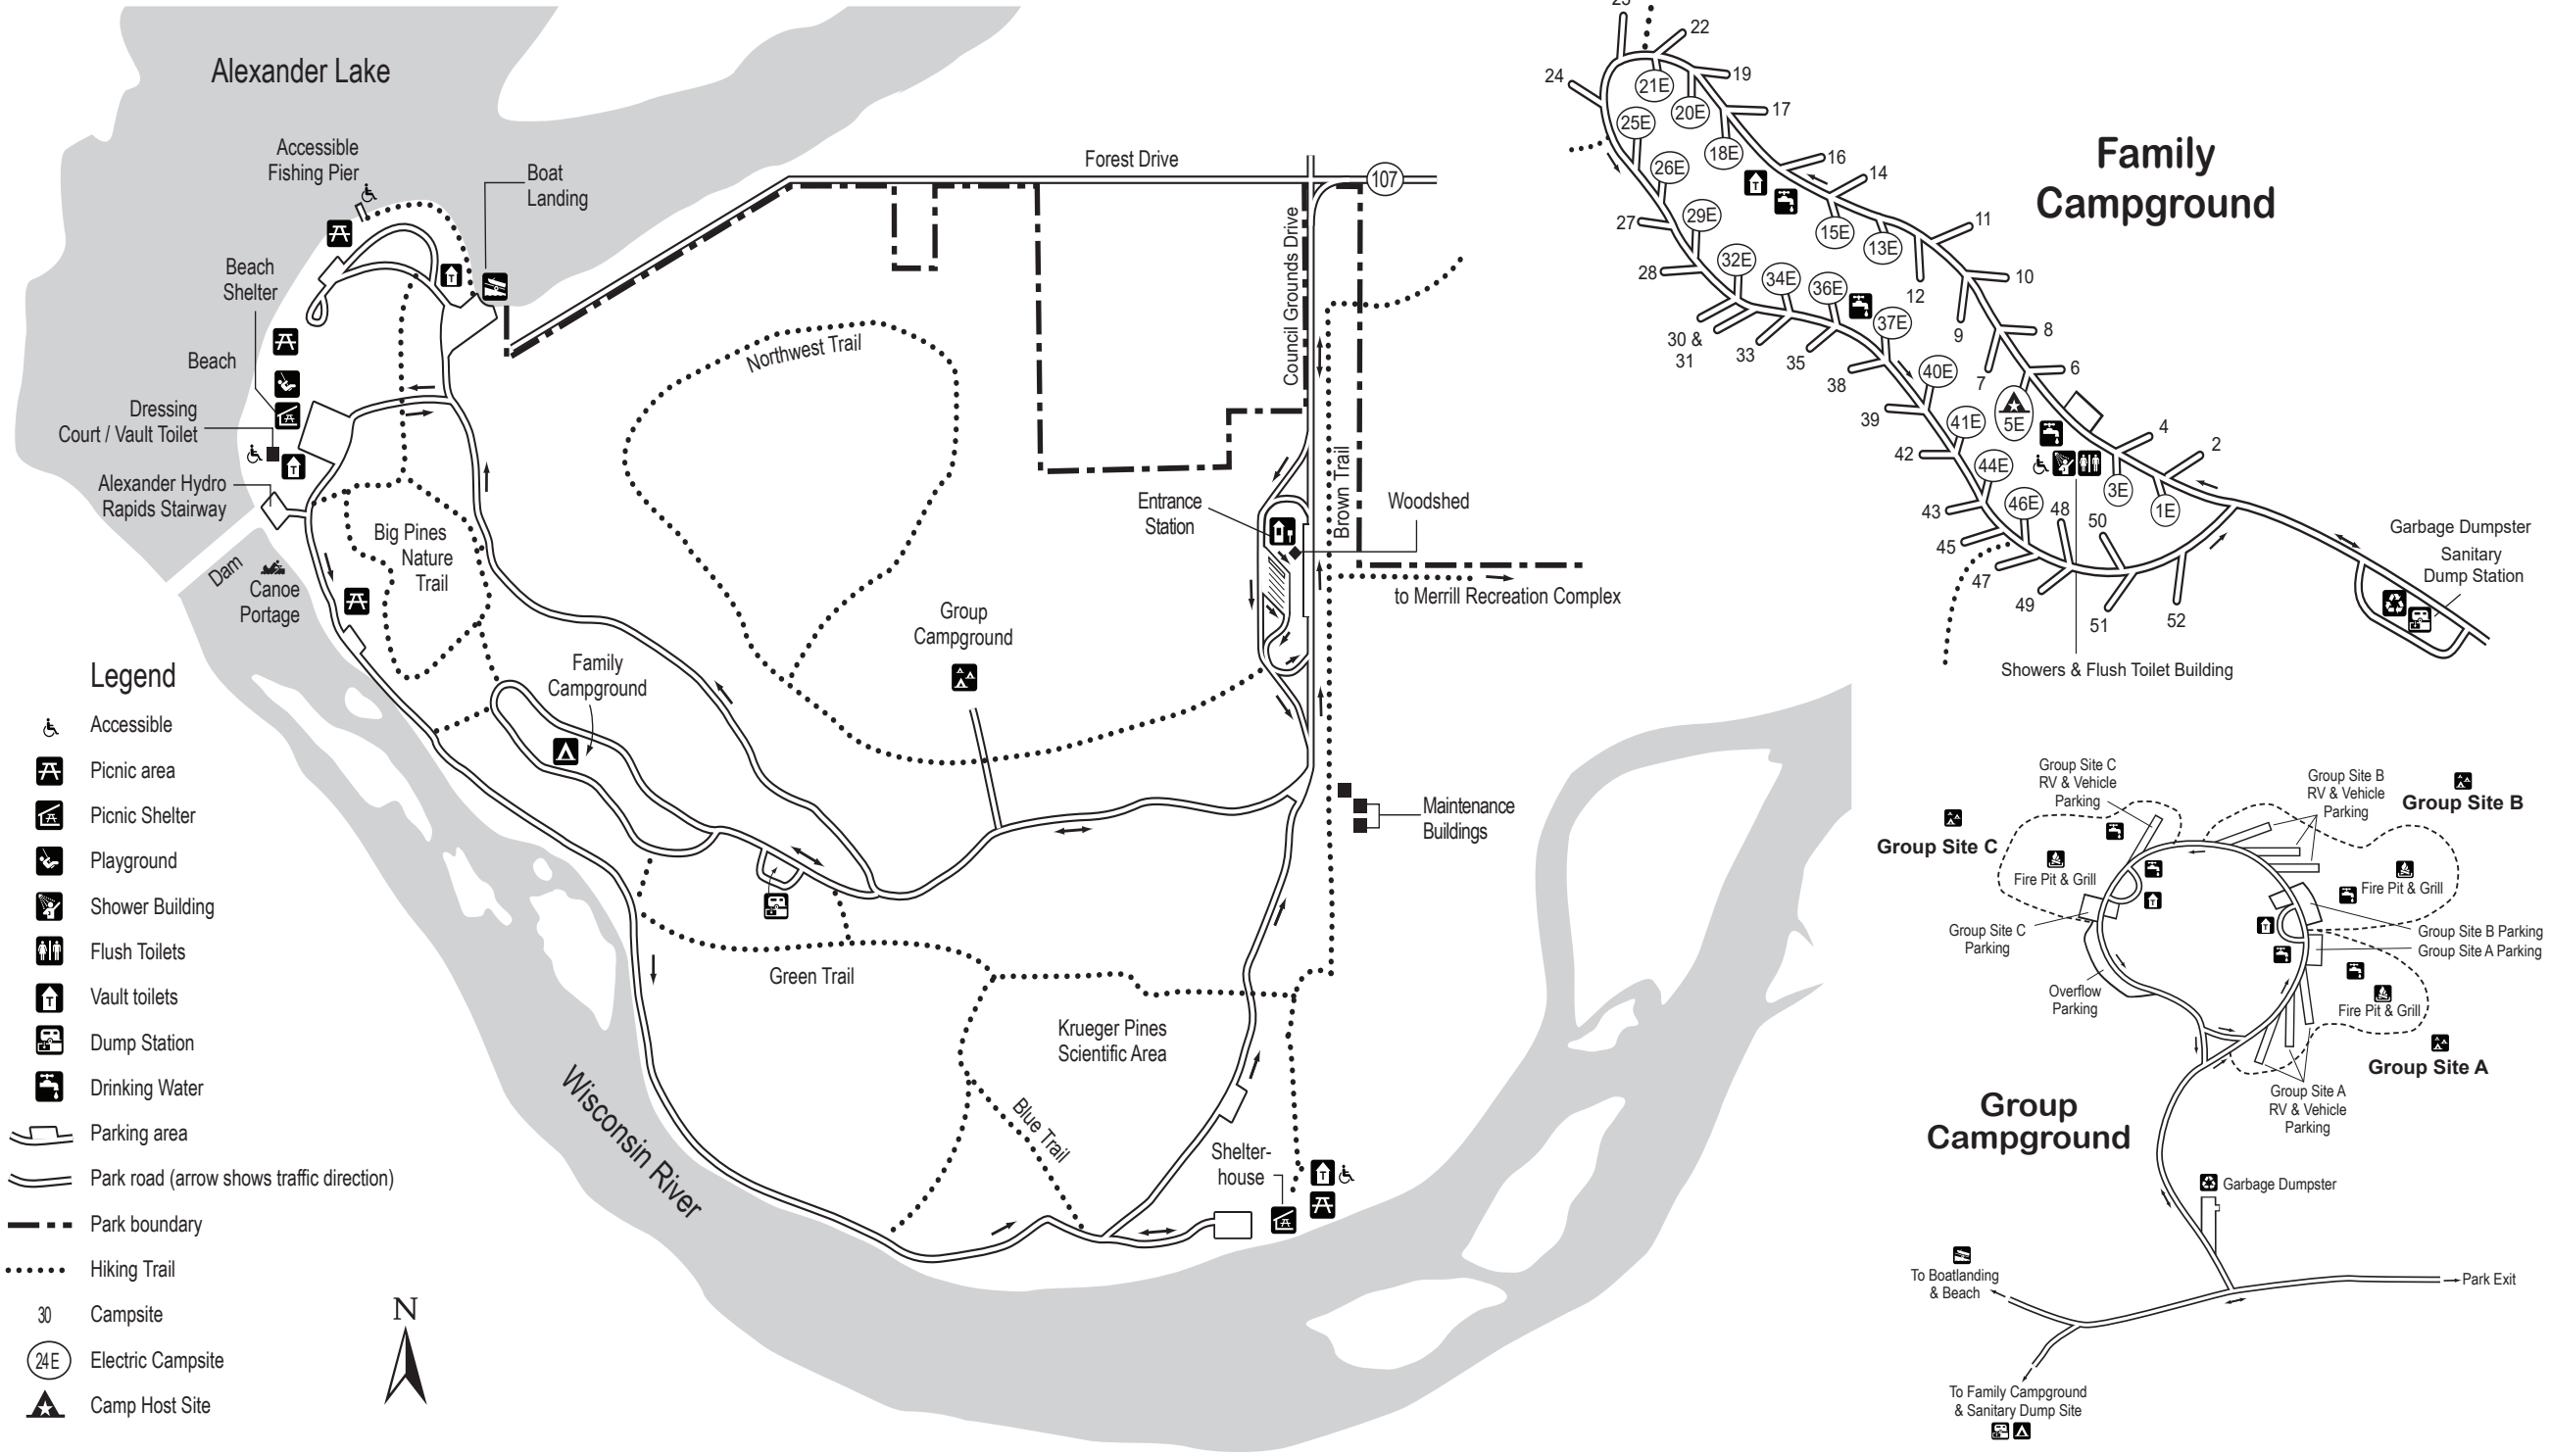 Alexander Lake
Accessible
Fishing Pier
Boat
Landing
Beach
Shelter
Beach
Dressing
Court / Vault Toilet
Alexander Hydro
Rapids Stairway
Dam
Canoe
Portage
Big Pines
Nature
Trail
Family
Campground
Northwest Trail
Forest Drive
107
Council Grounds Drive
Brown Trail
Entrance
Station
Woodshed
to Merrill Recreation Complex
Group
Campground
Maintenance
Buildings
Green Trail
Krueger Pines
Scientific Area
Blue Trail
Shelter-
house
Wisconsin River
Legend
Accessible
Picnic area
Picnic Shelter
Playground
Shower Building
Flush Toilets
T
Vault toilets
Dump Station
Drinking Water
Parking area
Park road (arrow shows traffic direction)
Park boundary
Hiking Trail
30
Campsite
24 E
Electric Campsite
Camp Host Site
N
Family
Campground
22
24
21E
19
20E
17
25E
18E
16
26E
14
27
29E
15E
11
13E
28
32E
34E
36E
12
10
30 &
31
33
35
37E
9
8
38
40E
7
6
39
41E
5E
42
44E
4
2
43
46E
48
3E
1E
45
50
47
49
51
52
Garbage Dumpster
Sanitary
Dump Station
Showers & Flush Toilet Building
Group Site C
RV & Vehicle
Parking
Group Site B
RV & Vehicle
Parking
Group Site B
Group Site C
Fire Pit & Grill
Fire Pit & Grill
Group Site C
Parking
Group Site B Parking
Group Site A Parking
Overflow
Parking
Fire Pit & Grill
Group Site A
Group Site A
RV & Vehicle
Parking
Group
Campground
Garbage Dumpster
To Boatlanding
& Beach
Park Exit
To Family Campground
& Sanitary Dump Site